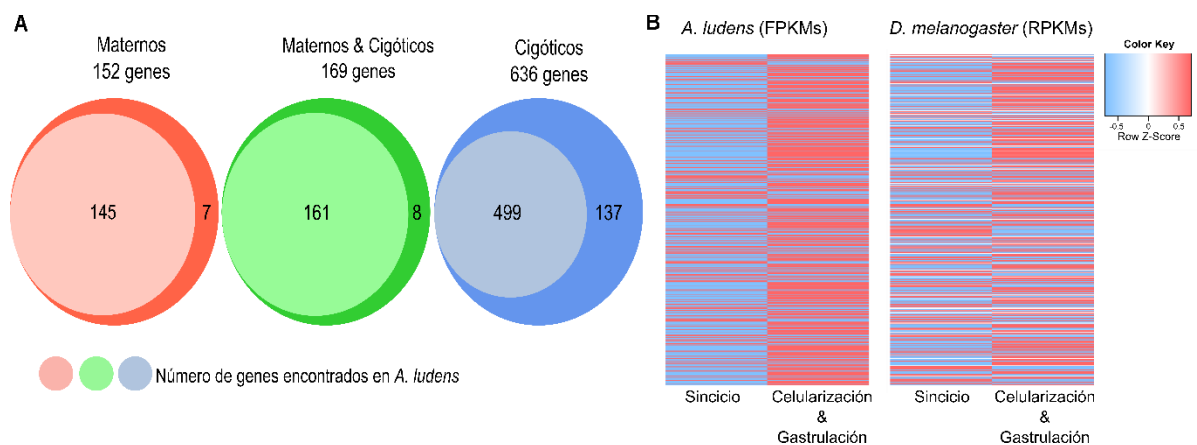 A
Maternos
152 genes
Maternos & Cigóticos
169 genes
Cigóticos
636 genes
145
7
161
8
499
137
Número de genes encontrados en A. ludens
B
A. ludens (FPKMs)
D. melanogaster (RPKMs)
Color Key
-0.5
0
0.5
Row Z-Score
Sincicio
Celularización
&
Gastrulación
Sincicio
Celularización
&
Gastrulación